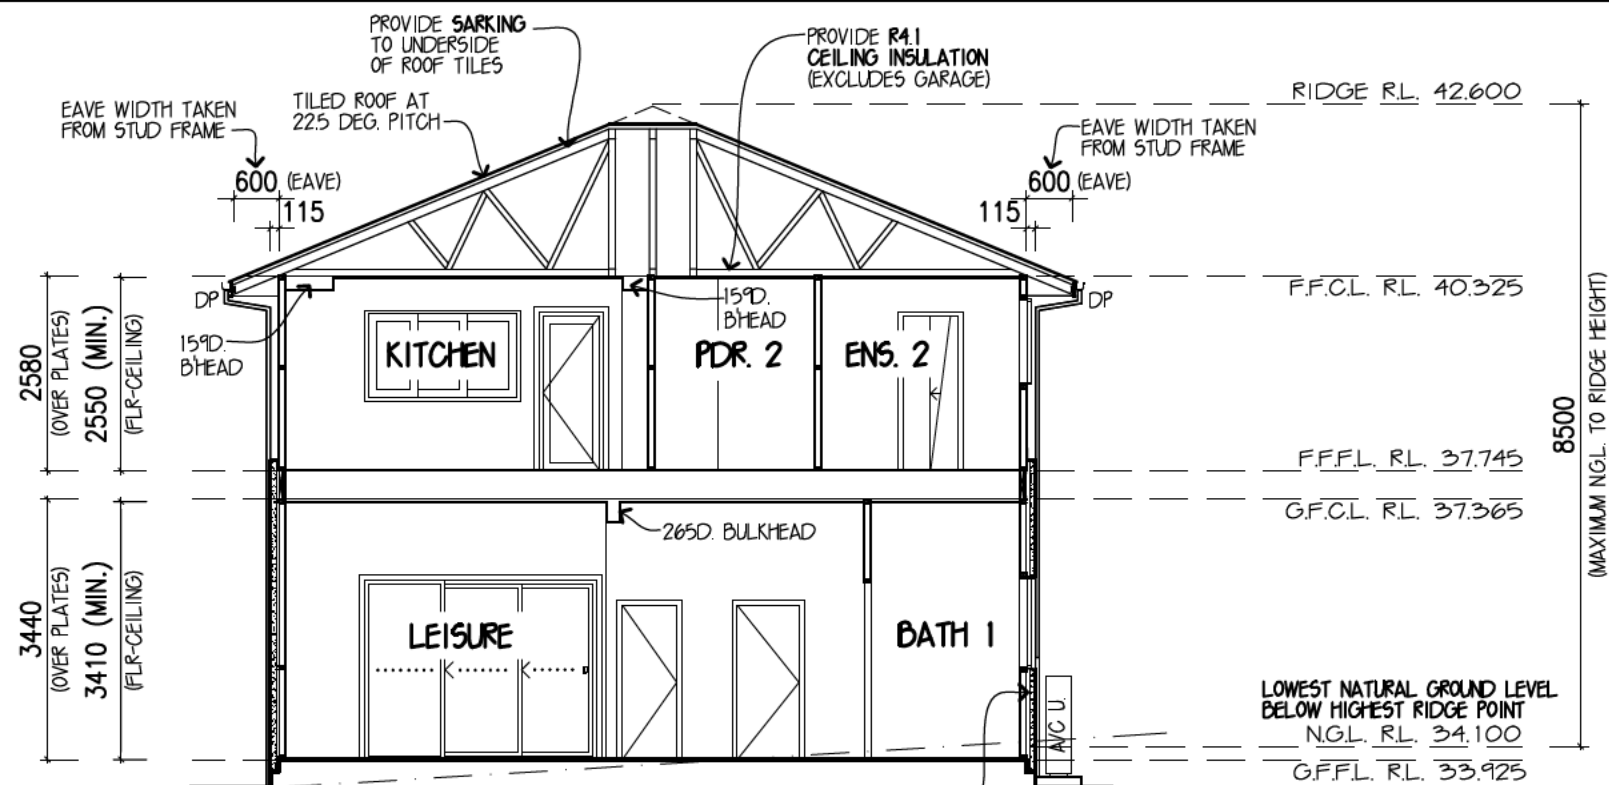 PROVIDE SARKING
TO UNDERSIDE
OF ROOF TILES
PROVIDE R4.1
CEILING INSULATION
(EXCLUDES GARAGE)
RIDGE R.L. 42.600
EAVE WIDTH TAKEN
FROM STUD FRAME
TILED ROOF AT
22.5 DEG. PITCH
EAVE WIDTH TAKEN
FROM STUD FRAME
600 (EAVE)
115
600 (EAVE)
115
F.F.C.L. R.L. 40.325
DP
DP
159D.
B'HEAD
159D.
B'HEAD
2580
(OVER PLATES)
2550 (MIN.)
(FLR-CEILING)
KITCHEN
PDR. 2
ENS. 2
8500
(MAXIMUM N.G.L. TO RIDGE HEIGHT)
F.F.F.L. R.L. 37.745
G.F.C.L. R.L. 37.365
265D. BULKHEAD
3440
(OVER PLATES)
3410 (MIN.)
(FLR-CEILING)
LEISURE
BATH 1
A/C U.
LOWEST NATURAL GROUND LEVEL
BELOW HIGHEST RIDGE POINT
N.G.L. R.L. 34.100
G.F.F.L. R.L. 33.925